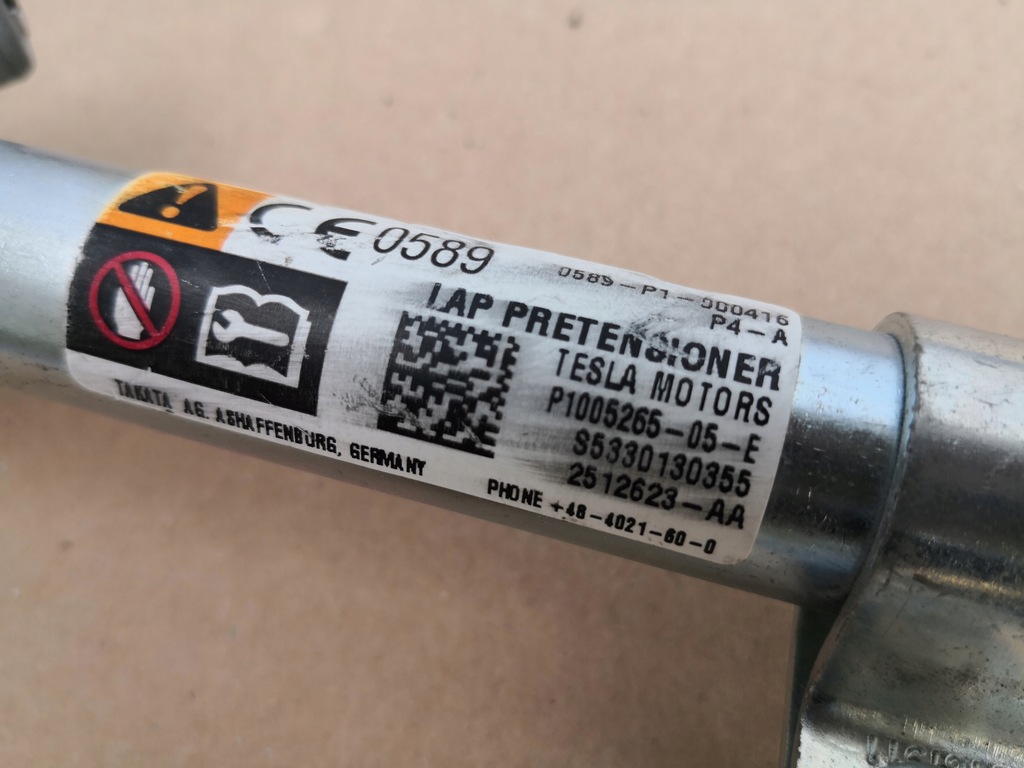 CE 0589
0589-P1-000416
P4-A
LAP PRETENSIONER
TESLA MOTORS
P1005265-05-E
S5330130355
2512623-AA
TAKATA AG. ASHAFFENBURG, GERMANY
PHONE +48-4021-60-0